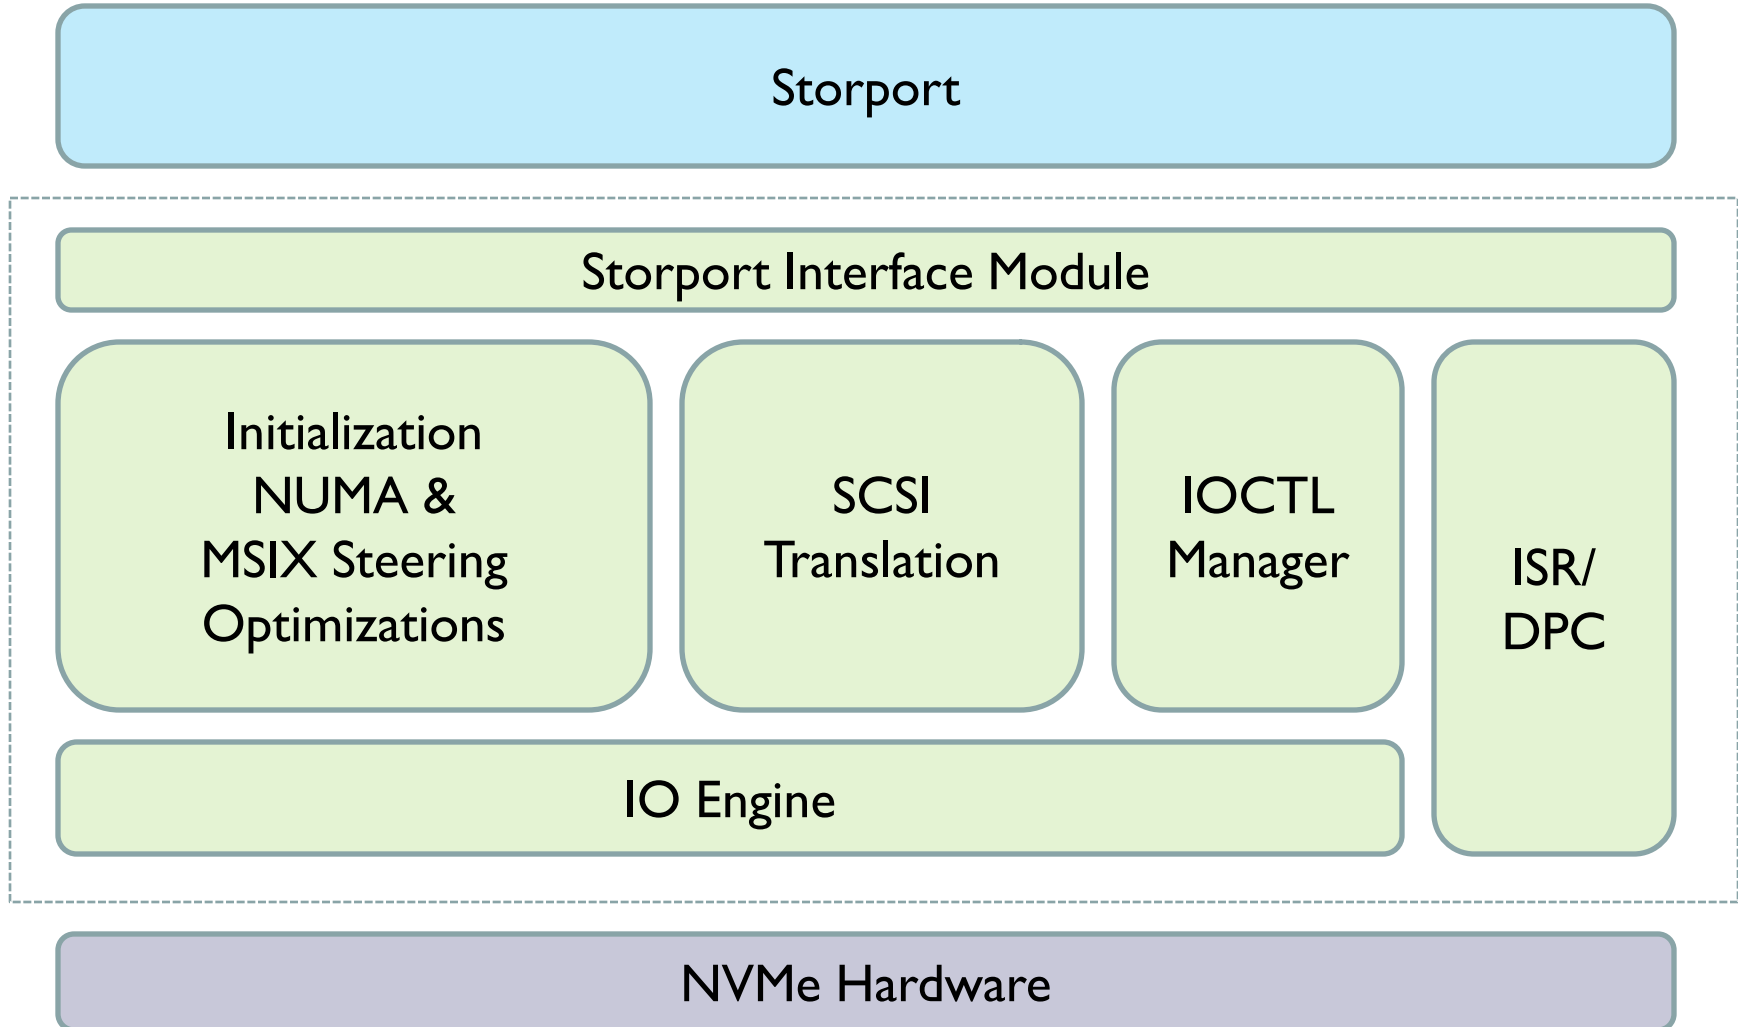 Storport
Storport Interface Module
Initialization
NUMA &
MSIX Steering
Optimizations
SCSI
Translation
IOCTL
Manager
ISR/
DPC
IO Engine
NVMe Hardware